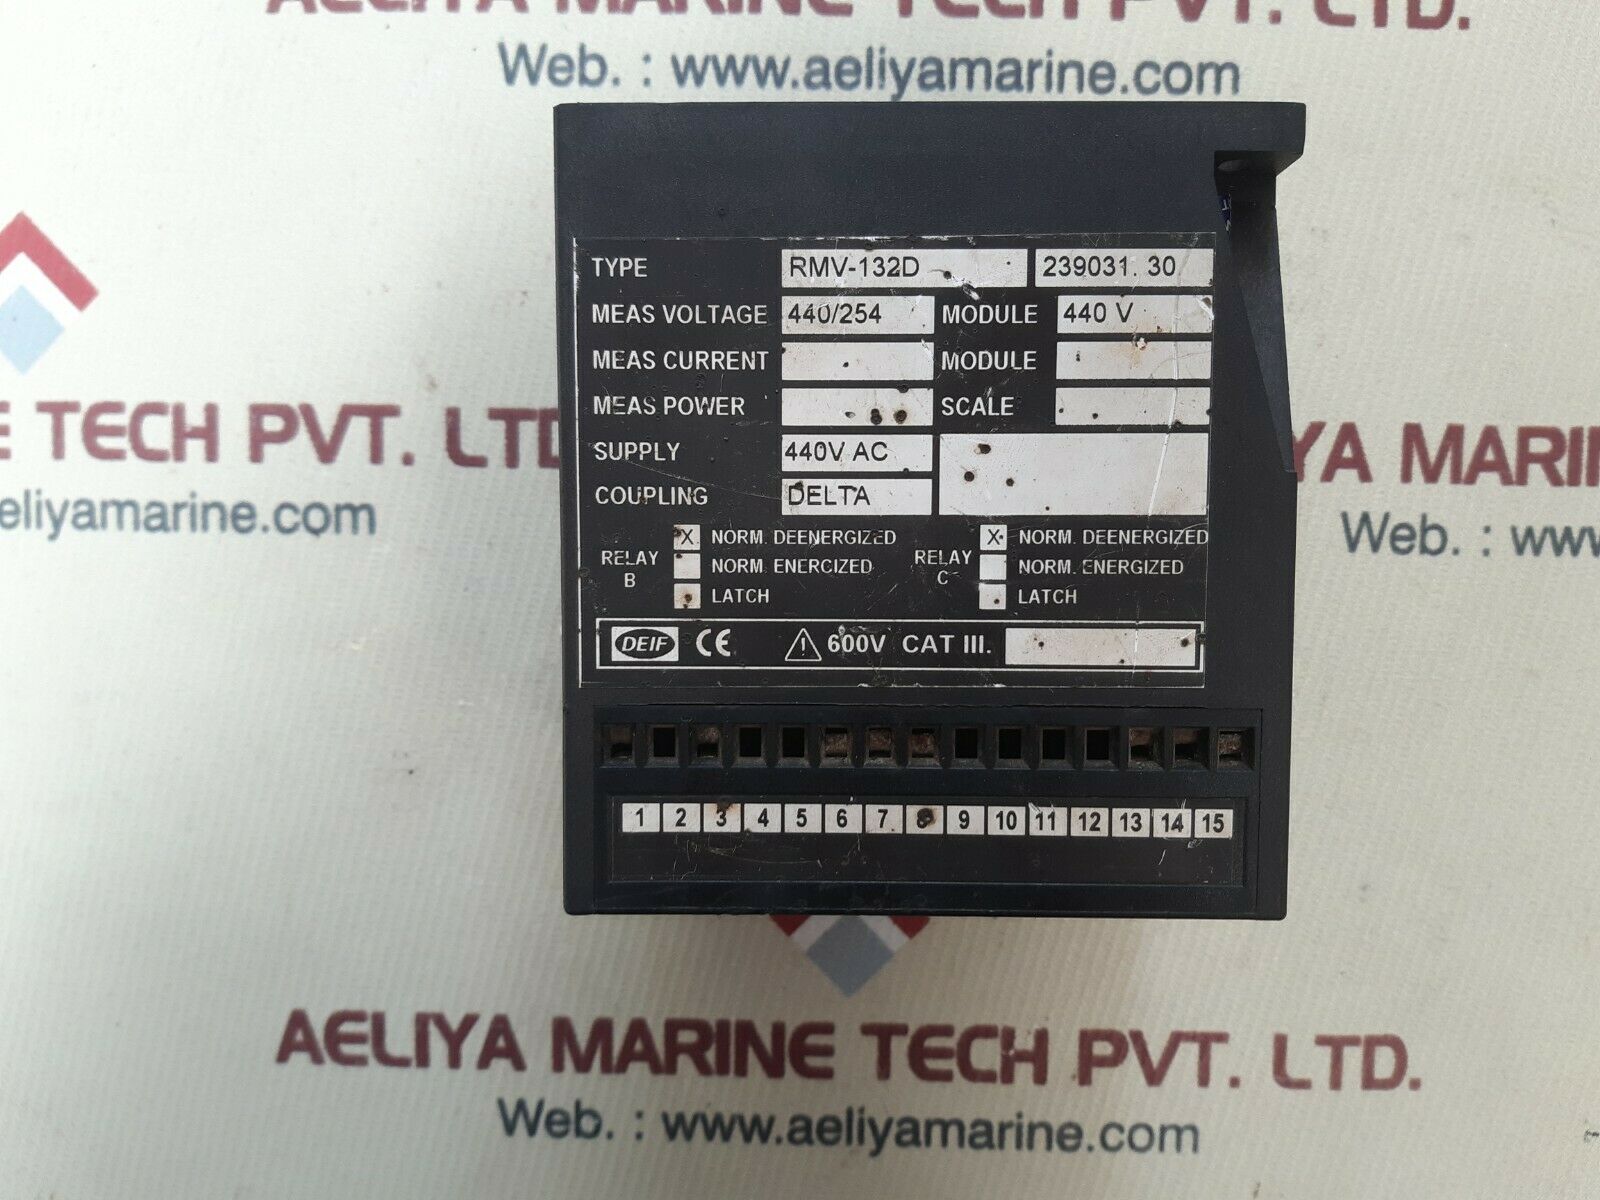 AELIYA MARINE TECH PVT. LTD.
Web. : www.aeliyamarine.com
TYPE RMV-132D 239031. 30
MEAS VOLTAGE 440/254 MODULE 440 V
MEAS CURRENT MODULE
MEAS POWER SCALE
SUPPLY 440V AC
COUPLING DELTA
RELAY B X NORM. DEENERGIZED
NORM. ENERCIZED
LATCH
RELAY C X NORM. DEENERGIZED
NORM. ENERGIZED
LATCH
DEIF CE 600V CAT III.
1 2 3 4 5 6 7 8 9 10 11 12 13 14 15
E TECH PVT. LTD
eliyamarine.com
YA MARI
Web. : ww
AELIYA MARINE TECH PVT. LTD.
Web. : www.aeliyamarine.com